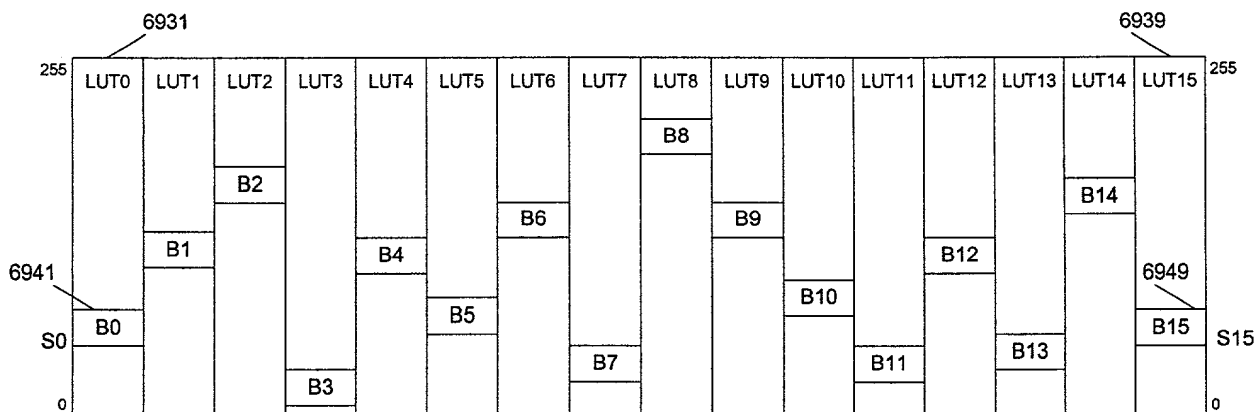 6931 6939
255 LUT0 LUT1 LUT2 LUT3 LUT4 LUT5 LUT6 LUT7 LUT8 LUT9 LUT10 LUT11 LUT12 LUT13 LUT14 LUT15 255
B8
B2
B14
B6 B9
B1 B4 B12
6941 6949
B10
B5
B0 B15
S0 S15
B13
B7 B11
B3
0 0